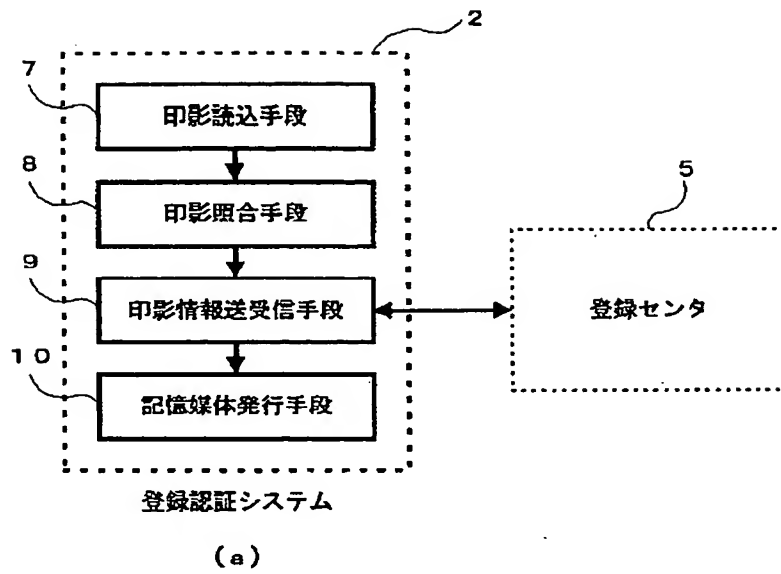 2
7
印影読込手段
8
印影照合手段
5
9
印影情報送受信手段
登録センタ
10
記憶媒体発行手段
登録認証システム
(a)